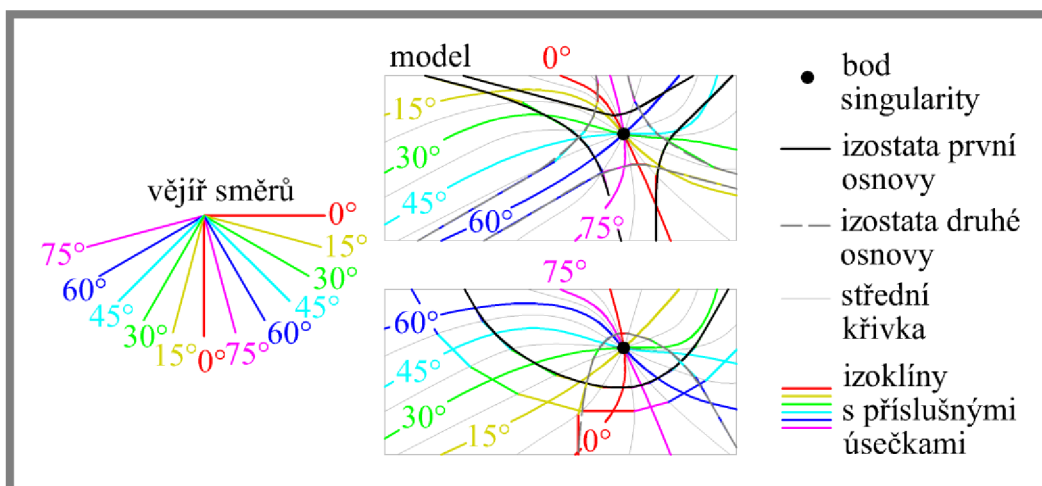 model
0°
15°
30°
45°
60°
75°
vějíř směrů
0°
15°
30°
45°
60°
75°
0°
15°
30°
45°
60°
75°
75°
60°
45°
30°
15°
0°
bod
singularity
izostata první
osnovy
izostata druhé
osnovy
střední
křivka
izoklíny
s příslušnými
úsečkami